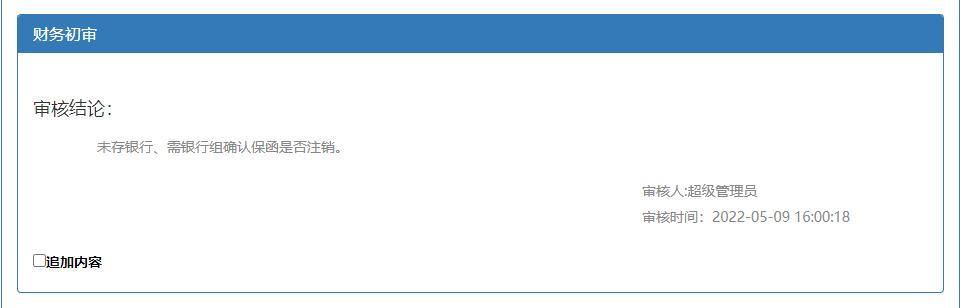 财务初审
审核结论：
未存银行、需银行组确认保函是否注销。
审核人:超级管理员
审核时间：2022-05-09 16:00:18
追加内容